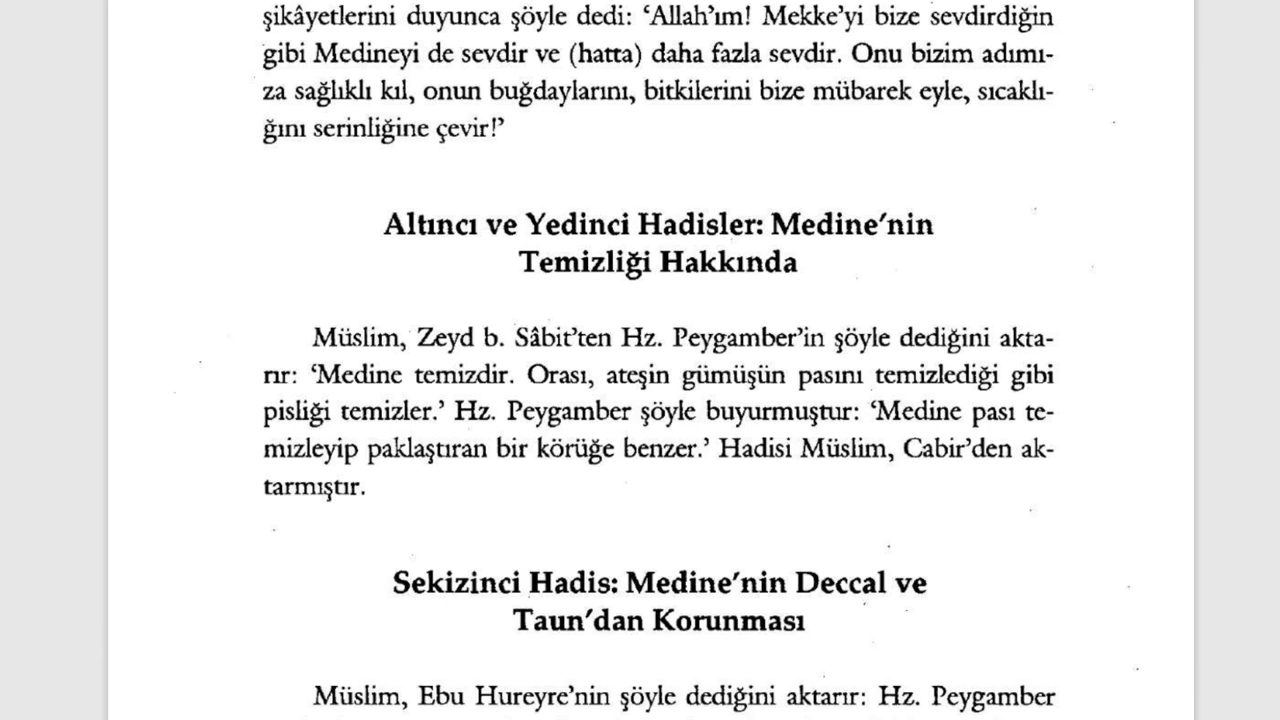 şikâyetlerini duyunca şöyle dedi: ‘Allah’ım! Mekke’yi bize sevdirdiğin
gibi Medineyi de sevdir ve (hatta) daha fazla sevdir. Onu bizim adımı-
za sağlıklı kıl, onun buğdaylarını, bitkilerini bize mübarek eyle, sıcaklı-
ğını serinliğine çevir!’
Altıncı ve Yedinci Hadisler: Medine’nin
Temizliği Hakkında
Müslim, Zeyd b. Sâbit’ten Hz. Peygamber’in şöyle dediğini akta-
rır: ‘Medine temizdir. Orası, ateşin gümüşün pasını temizlediği gibi
pisliği temizler.’ Hz. Peygamber şöyle buyurmuştur: ‘Medine pası te-
mizleyip paklaştıran bir körüğe benzer.’ Hadisi Müslim, Cabir’den ak-
tarmıştır.
Sekizinci Hadis: Medine’nin Deccal ve
Taun’dan Korunması
Müslim, Ebu Hureyre’nin şöyle dediğini aktarır: Hz. Peygamber